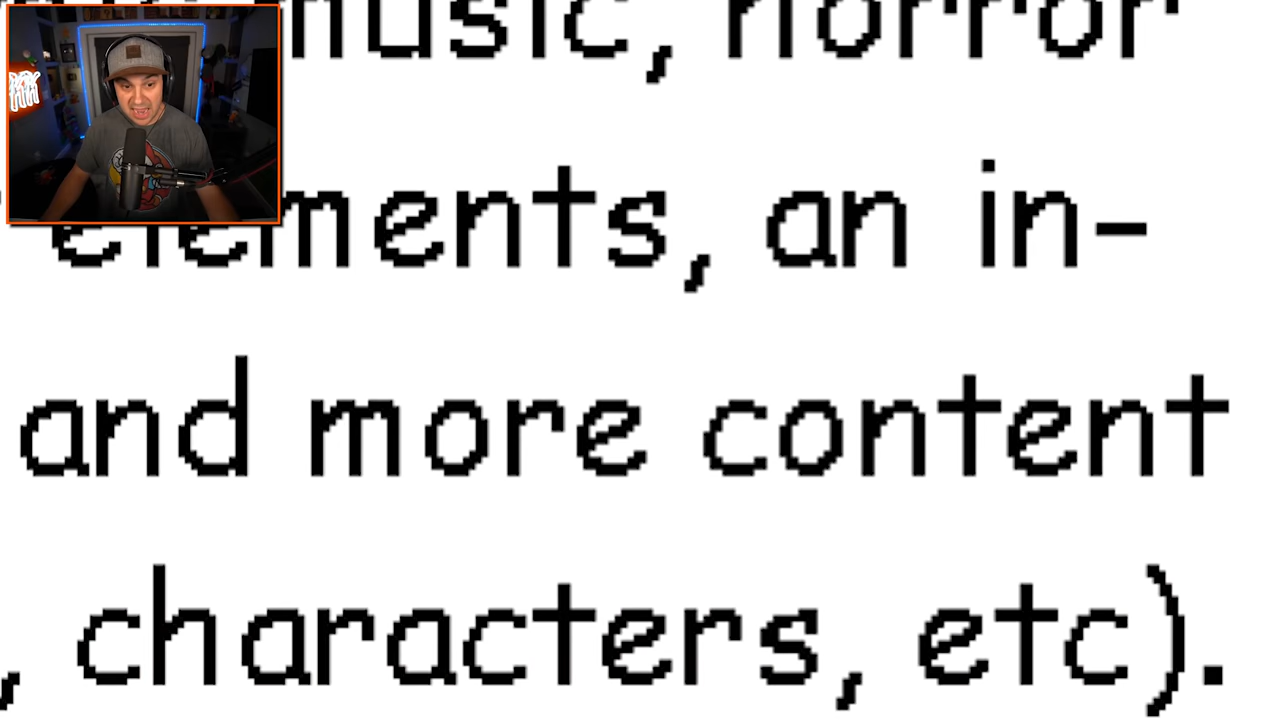 music, horror
elements, an in-
and more content
, characters, etc).